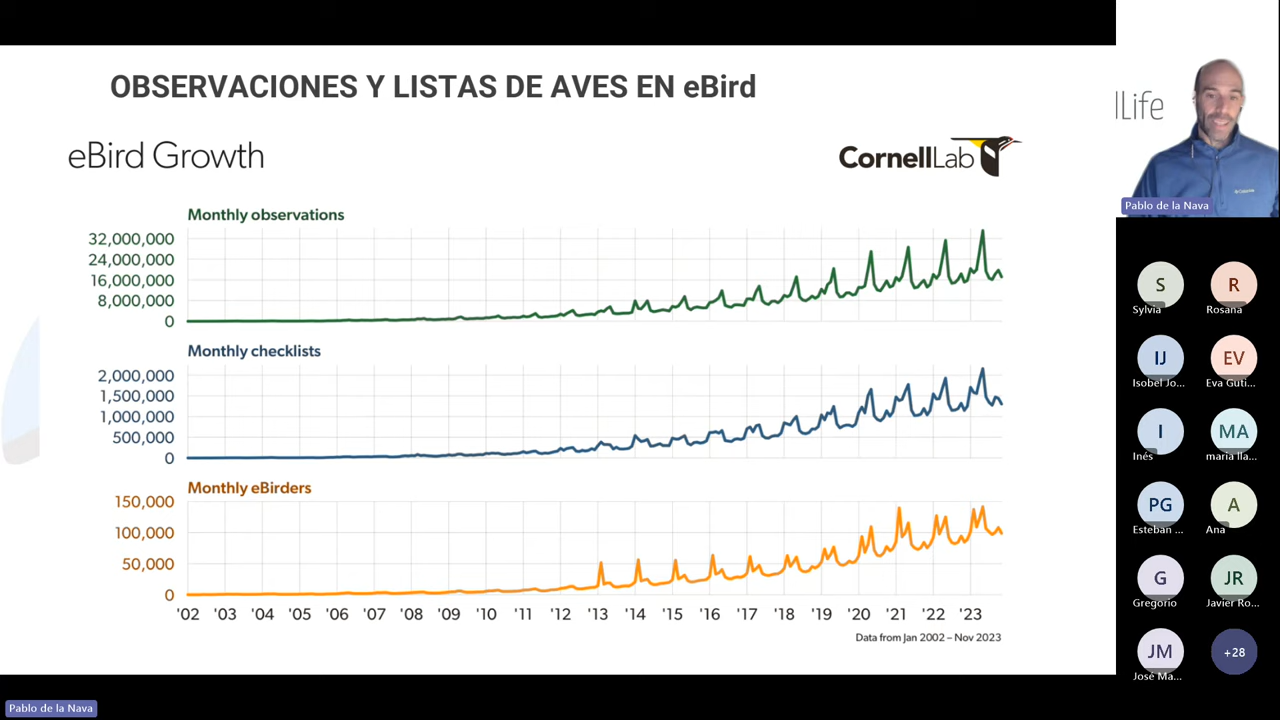 OBSERVACIONES Y LISTAS DE AVES EN eBird
eBird Growth
CornellLab
Monthly observations
32,000,000
24,000,000
16,000,000
8,000,000
0
Monthly checklists
2,000,000
1,500,000
1,000,000
500,000
0
Monthly eBirders
150,000
100,000
50,000
0
'02 '03 '04 '05 '06 '07 '08 '09 '10 '11 '12 '13 '14 '15 '16 '17 '18 '19 '20 '21 '22 '23
Data from Jan 2002 – Nov 2023
Pablo de la Nava
lLife
Pablo de la Nava
S
Sylvia
R
Rosana
IJ
Isobel Jo...
EV
Eva Guti...
I
Inés
MA
maria lla...
PG
Esteban ...
A
Ana
G
Gregorio
JR
Javier Ro...
JM
José Ma...
+28